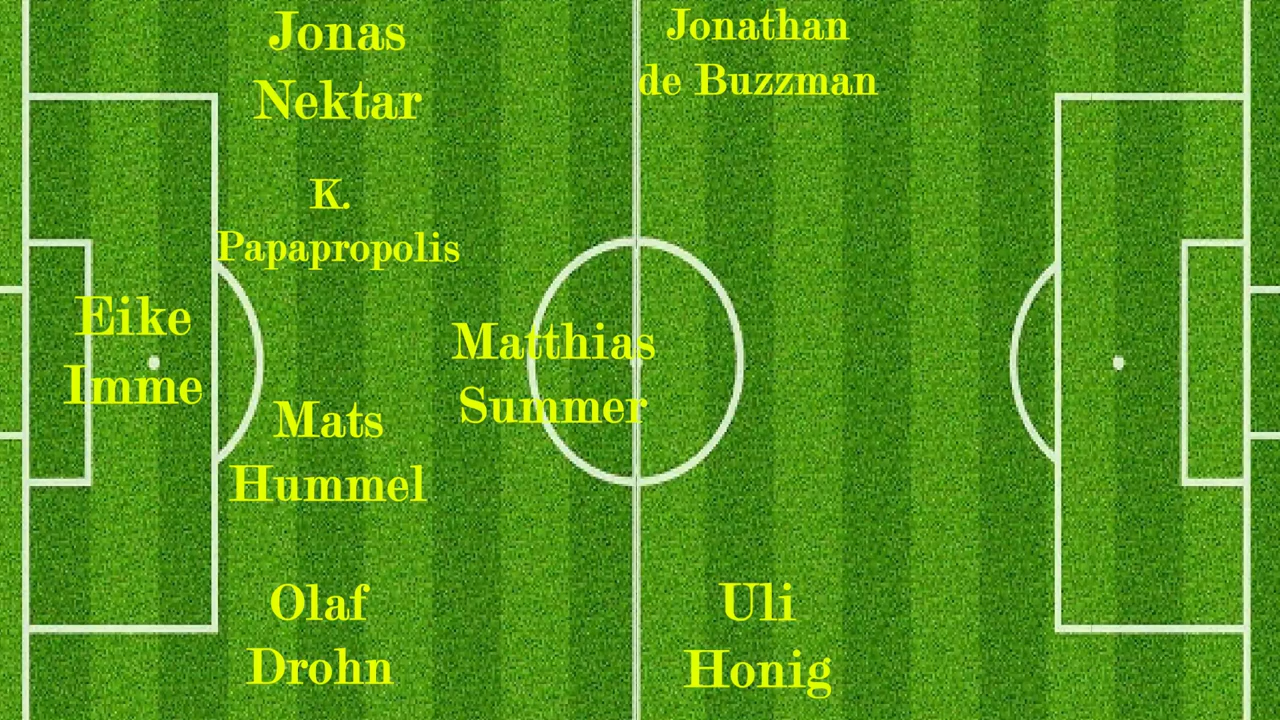 Jonas
Nektar
Jonathan
de Buzzman
K.
Papapropolis
Eike
Imme
Matthias
Summer
Mats
Hummel
Olaf
Drohn
Uli
Honig